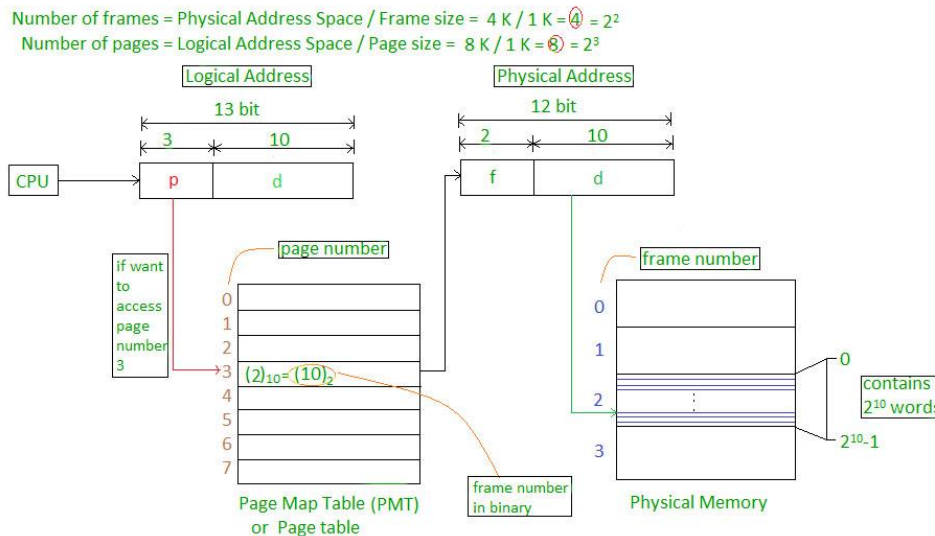 Number of frames = Physical Address Space / Frame size = 4 K / 1 K = 4 = 2²
Number of pages = Logical Address Space / Page size = 8 K / 1 K = 8 = 2³
Logical Address
Physical Address
13 bit
12 bit
3
10
2
10
CPU
p
d
f
d
if want
to
access
page
number
3
page number
frame number
0
1
2
3
4
5
6
7
(2)₁₀=(10)₂
0
1
2
3
0
contains
2¹⁰ words
2¹⁰-1
frame number
in binary
Page Map Table (PMT)
or Page table
Physical Memory